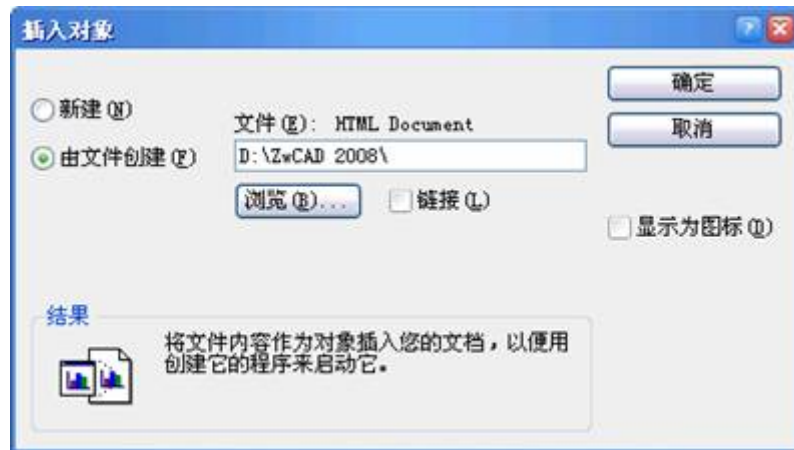 插入对象
新建(N)
由文件创建(F)
文件(E): HTML Document
D:\ZwCAD 2008\
浏览(B)...
链接(L)
确定
取消
显示为图标(D)
结果
将文件内容作为对象插入您的文档，以便用
创建它的程序来启动它。